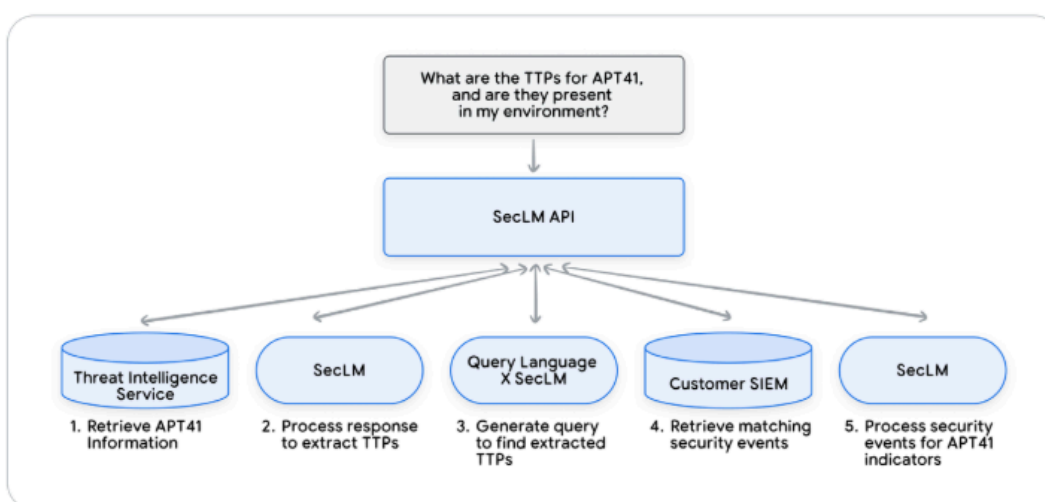 What are the TTPs for APT41,
and are they present
in my environment?
SecLM API
Threat Intelligence
Service
SecLM
Query Language
X SecLM
Customer SIEM
SecLM
1. Retrieve APT41
Information
2. Process response
to extract TTPs
3. Generate query
to find extracted
TTPs
4. Retrieve matching
security events
5. Process security
events for APT41
indicators